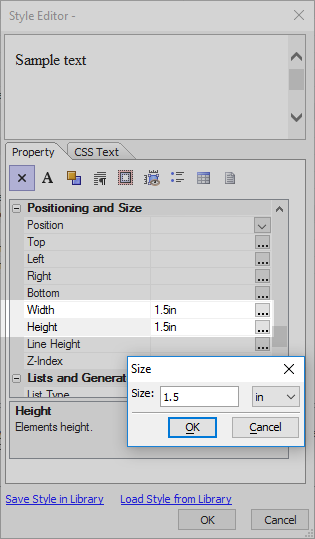 Style Editor -
Sample text
Property CSS Text
A
Positioning and Size
Position
Top ...
Left ...
Right ...
Bottom ...
Width 1.5in ...
Height 1.5in ...
Line Height ...
Z-Index
Lists and Generat
List Type
Size
Size: 1.5 in
OK Cancel
Height
Elements height.
Save Style in Library Load Style from Library
OK Cancel